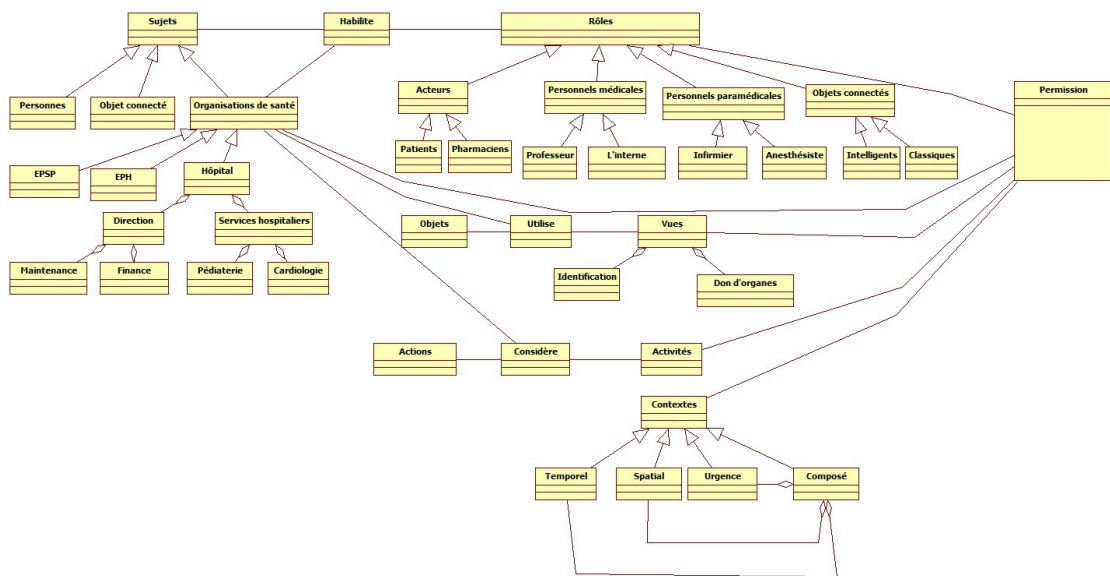 Sujets
Habilite
Rôles
Personnes
Objet connecté
Organisations de santé
Acteurs
Personnels médicales
Personnels paramédicales
Objets connectés
Permission
Patients
Pharmaciens
Professeur
L'interne
Infirmier
Anesthésiste
Intelligents
Classiques
EPSP
EPH
Hôpital
Direction
Services hospitaliers
Objets
Utilise
Vues
Maintenance
Finance
Pédiaterie
Cardiologie
Identification
Don d'organes
Actions
Considère
Activités
Contextes
Temporel
Spatial
Urgence
Composé